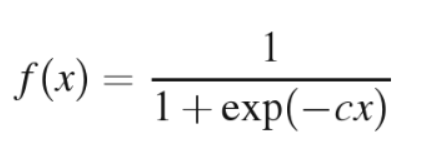 f(x) = 1 / (1 + exp(−cx))